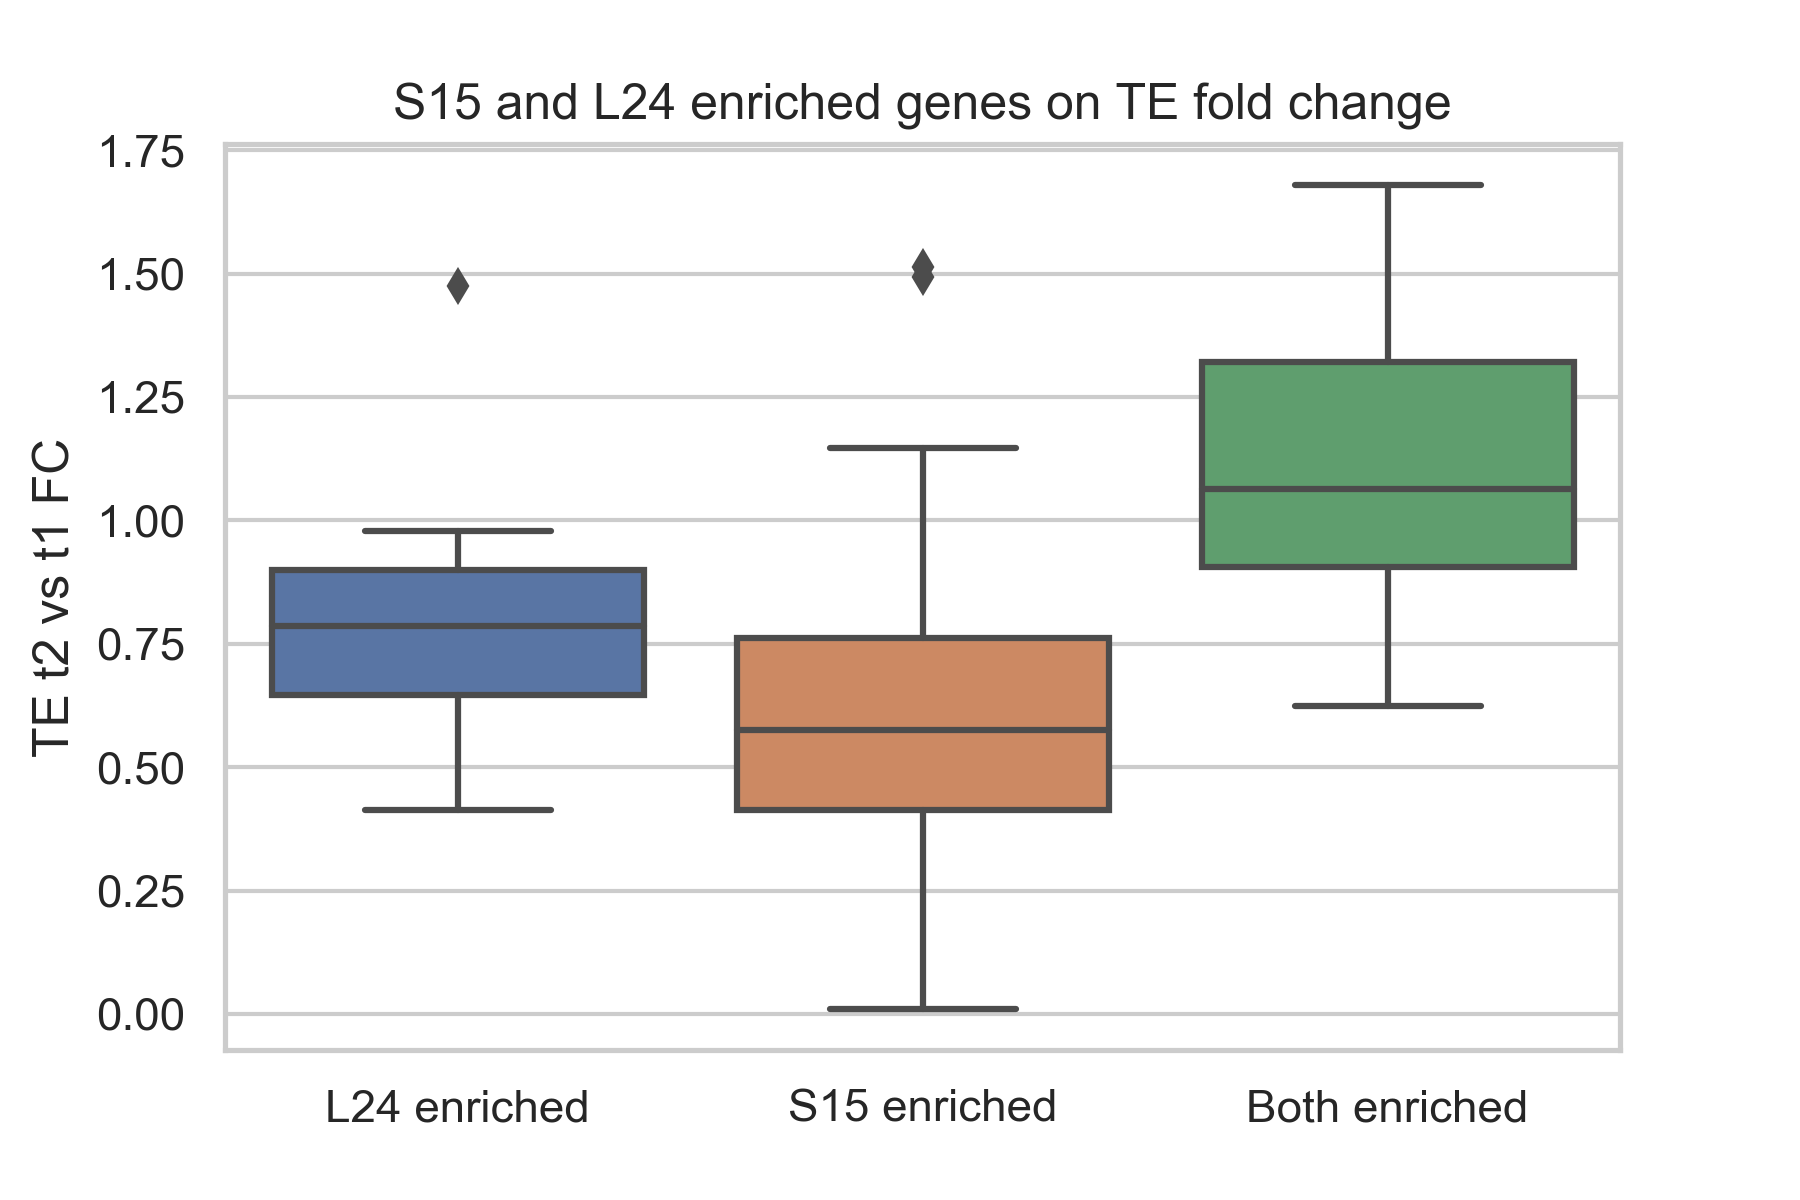 S15 and L24 enriched genes on TE fold change
TE t2 vs t1 FC
1.75
1.50
1.25
1.00
0.75
0.50
0.25
0.00
L24 enriched
S15 enriched
Both enriched